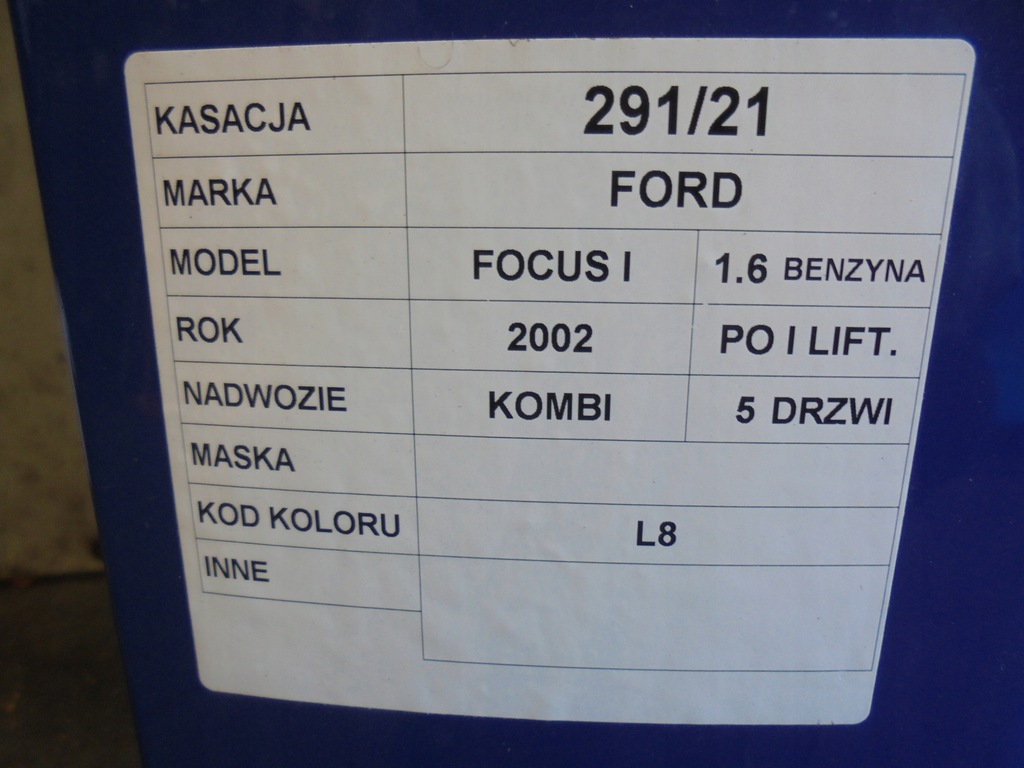 KASACJA 291/21
MARKA FORD
MODEL FOCUS I 1.6 BENZYNA
ROK 2002 PO I LIFT.
NADWOZIE KOMBI 5 DRZWI
MASKA
KOD KOLORU L8
INNE